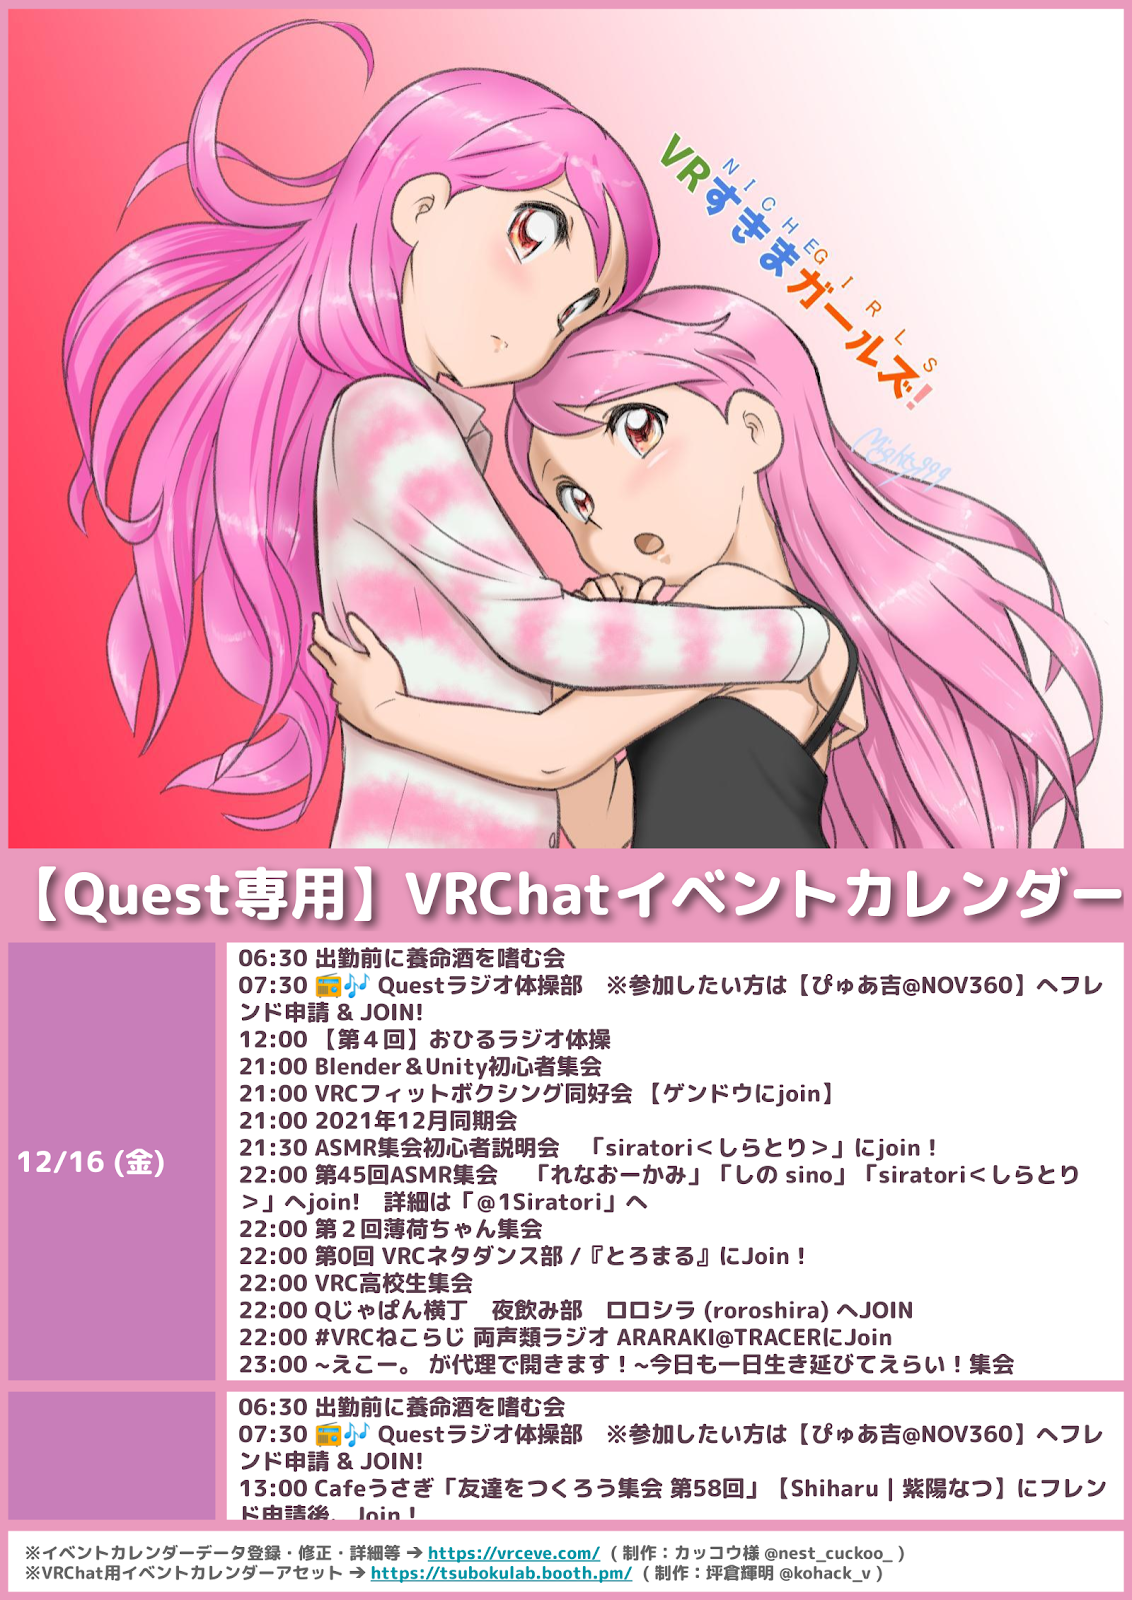 VRすきまガールズ!
NICHEGIRLS
Mighty999
【Quest専用】VRChatイベントカレンダー
12/16 (金)
06:30 出勤前に養命酒を嗜む会
07:30 📻🎶 Questラジオ体操部　※参加したい方は【ぴゅあ吉@NOV360】へフレ
ンド申請 & JOIN!
12:00 【第４回】おひるラジオ体操
21:00 Blender＆Unity初心者集会
21:00 VRCフィットボクシング同好会 【ゲンドウにjoin】
21:00 2021年12月同期会
21:30 ASMR集会初心者説明会　「siratori＜しらとり＞」にjoin！
22:00 第45回ASMR集会　「れなおーかみ」「しの sino」「siratori＜しらとり
＞」へjoin!　詳細は「＠1Siratori」へ
22:00 第２回薄荷ちゃん集会
22:00 第0回 VRCネタダンス部 /『とろまる』にJoin！
22:00 VRC高校生集会
22:00 Qじゃぱん横丁　夜飲み部　ロロシラ (roroshira) へJOIN
22:00 #VRCねこらじ 両声類ラジオ ARARAKI@TRACERにJoin
23:00 ~えこー。 が代理で開きます！~今日も一日生き延びてえらい！集会
06:30 出勤前に養命酒を嗜む会
07:30 📻🎶 Questラジオ体操部　※参加したい方は【ぴゅあ吉@NOV360】へフレ
ンド申請 & JOIN!
13:00 Cafeうさぎ「友達をつくろう集会 第58回」【Shiharu | 紫陽なつ】にフレン
ド申請後、Join！
※イベントカレンダーデータ登録・修正・詳細等 → https://vrceve.com/ ( 制作：カッコウ様 @nest_cuckoo_ )
※VRChat用イベントカレンダーアセット → https://tsubokulab.booth.pm/ ( 制作：坪倉輝明 @kohack_v )